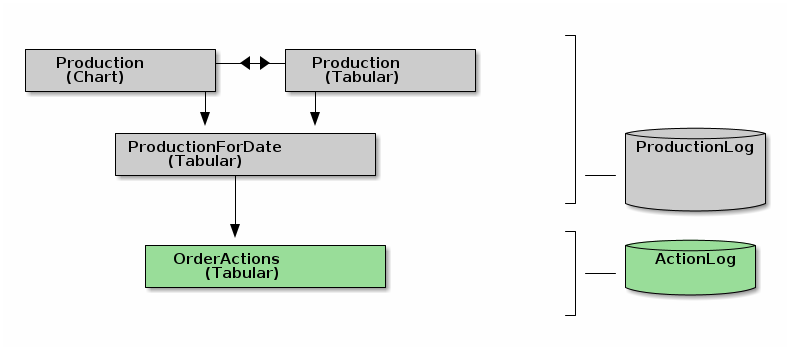 Production
(Chart)
Production
(Tabular)
ProductionForDate
(Tabular)
ProductionLog
OrderActions
(Tabular)
ActionLog